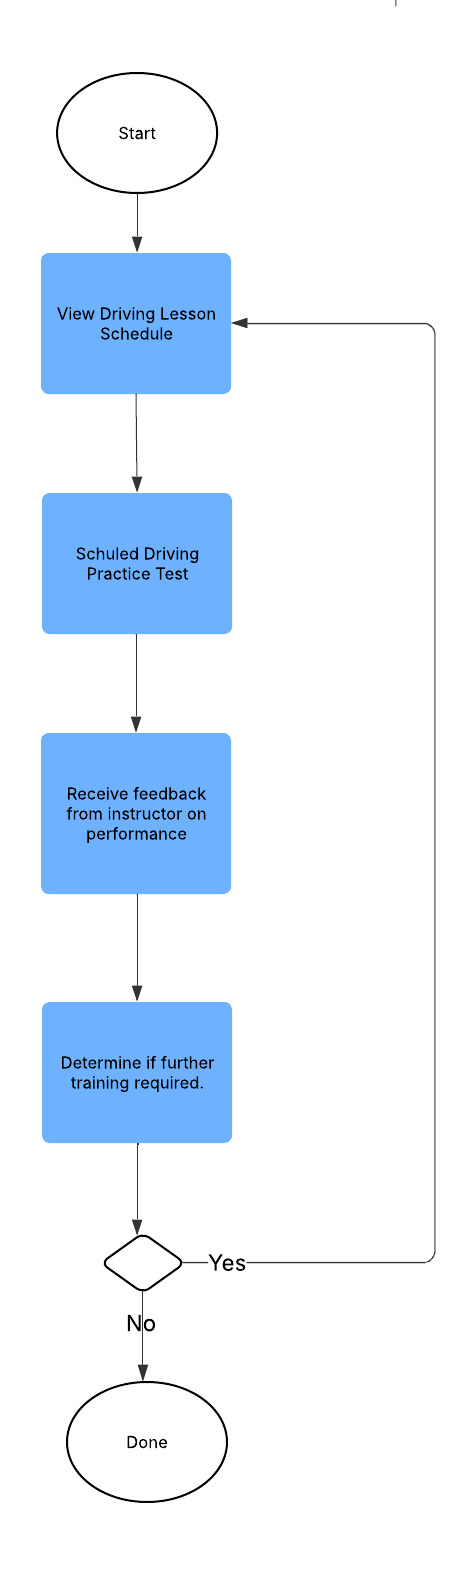 Start
View Driving Lesson
Schedule
Schuled Driving
Practice Test
Receive feedback
from instructor on
performance
Determine if further
training required.
Yes
No
Done